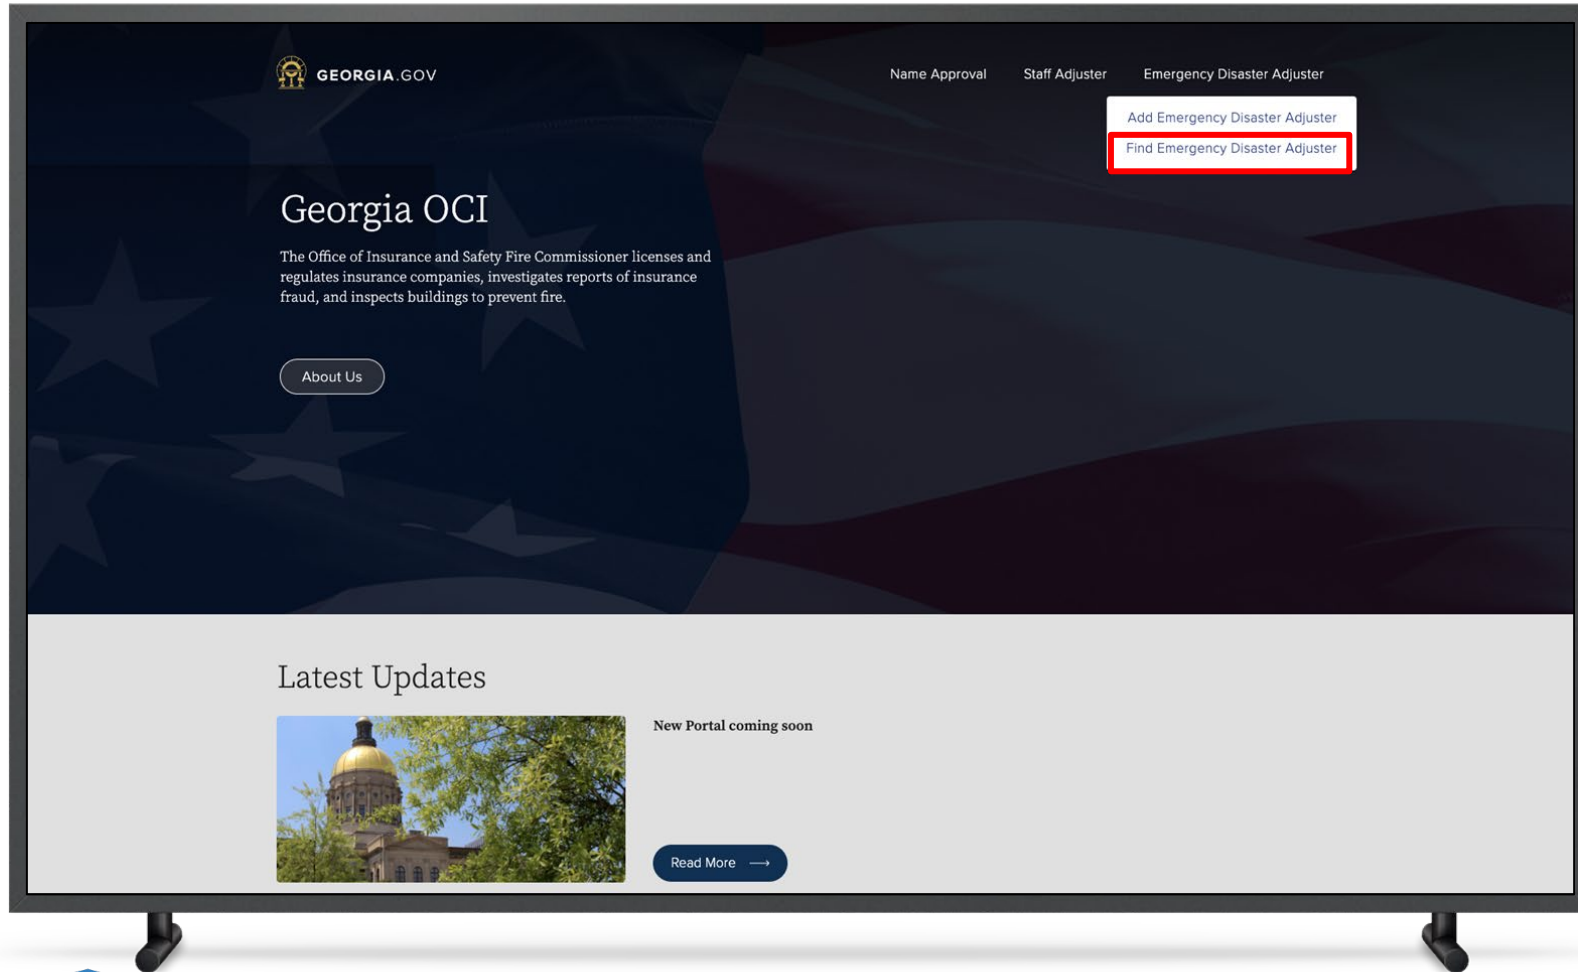 GEORGIA.GOV
Name Approval
Staff Adjuster
Emergency Disaster Adjuster
Add Emergency Disaster Adjuster
Find Emergency Disaster Adjuster
Georgia OCI
The Office of Insurance and Safety Fire Commissioner licenses and
regulates insurance companies, investigates reports of insurance
fraud, and inspects buildings to prevent fire.
About Us
Latest Updates
New Portal coming soon
Read More